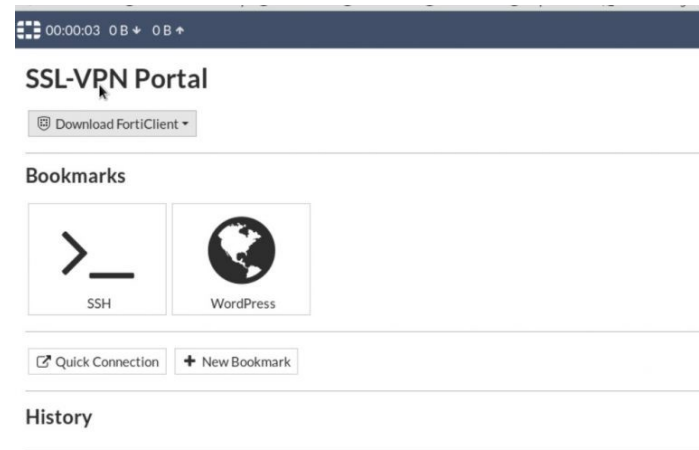 00:00:03 0 B 0 B
SSL-VPN Portal
Download FortiClient
Bookmarks
SSH
WordPress
Quick Connection
New Bookmark
History